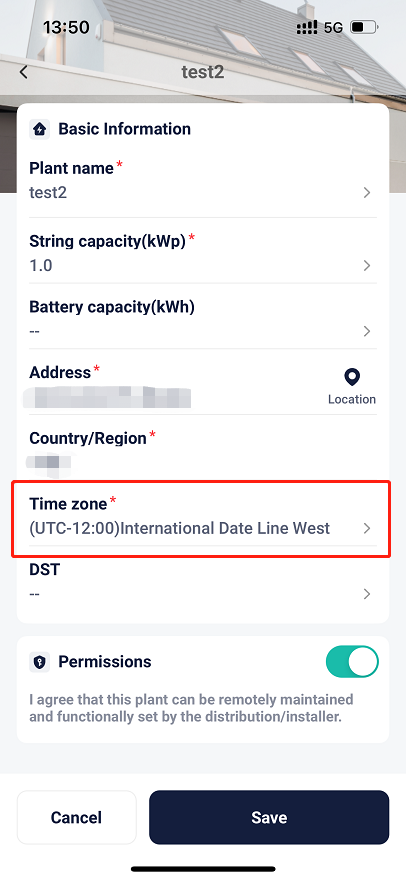 13:50
5G
test2
Basic Information
Plant name*
test2
String capacity(kWp)*
1.0
Battery capacity(kWh)
--
Address*
Location
Country/Region*
Time zone*
(UTC-12:00)International Date Line West
DST
--
Permissions
I agree that this plant can be remotely maintained
and functionally set by the distribution/installer.
Cancel
Save